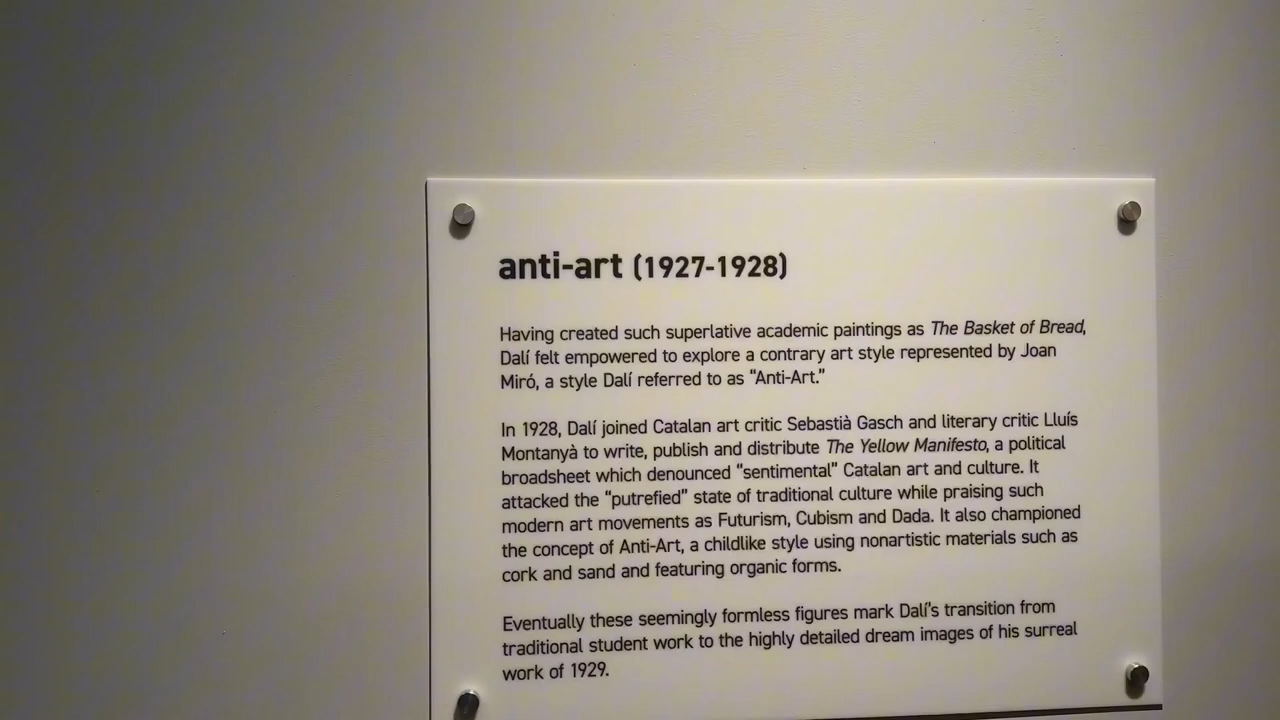 anti-art (1927-1928)
Having created such superlative academic paintings as The Basket of Bread,
Dalí felt empowered to explore a contrary art style represented by Joan
Miró, a style Dalí referred to as “Anti-Art.”
In 1928, Dalí joined Catalan art critic Sebastià Gasch and literary critic Lluís
Montanyà to write, publish and distribute The Yellow Manifesto, a political
broadsheet which denounced “sentimental” Catalan art and culture. It
attacked the “putrefied” state of traditional culture while praising such
modern art movements as Futurism, Cubism and Dada. It also championed
the concept of Anti-Art, a childlike style using nonartistic materials such as
cork and sand and featuring organic forms.
Eventually these seemingly formless figures mark Dalí’s transition from
traditional student work to the highly detailed dream images of his surreal
work of 1929.